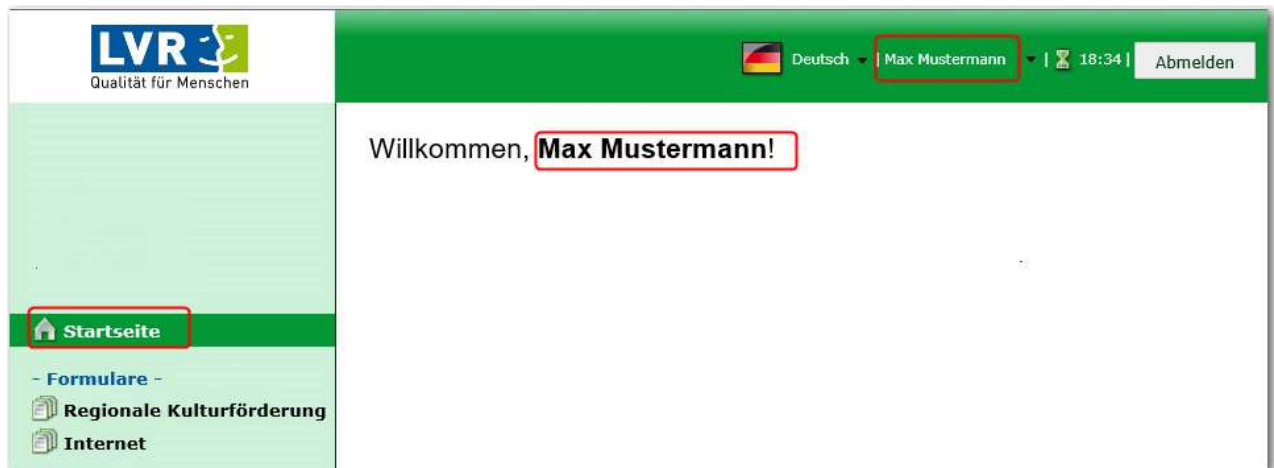 LVR
Qualität für Menschen
Deutsch | Max Mustermann | 18:34 | Abmelden
Willkommen, Max Mustermann!
Startseite
- Formulare -
Regionale Kulturförderung
Internet